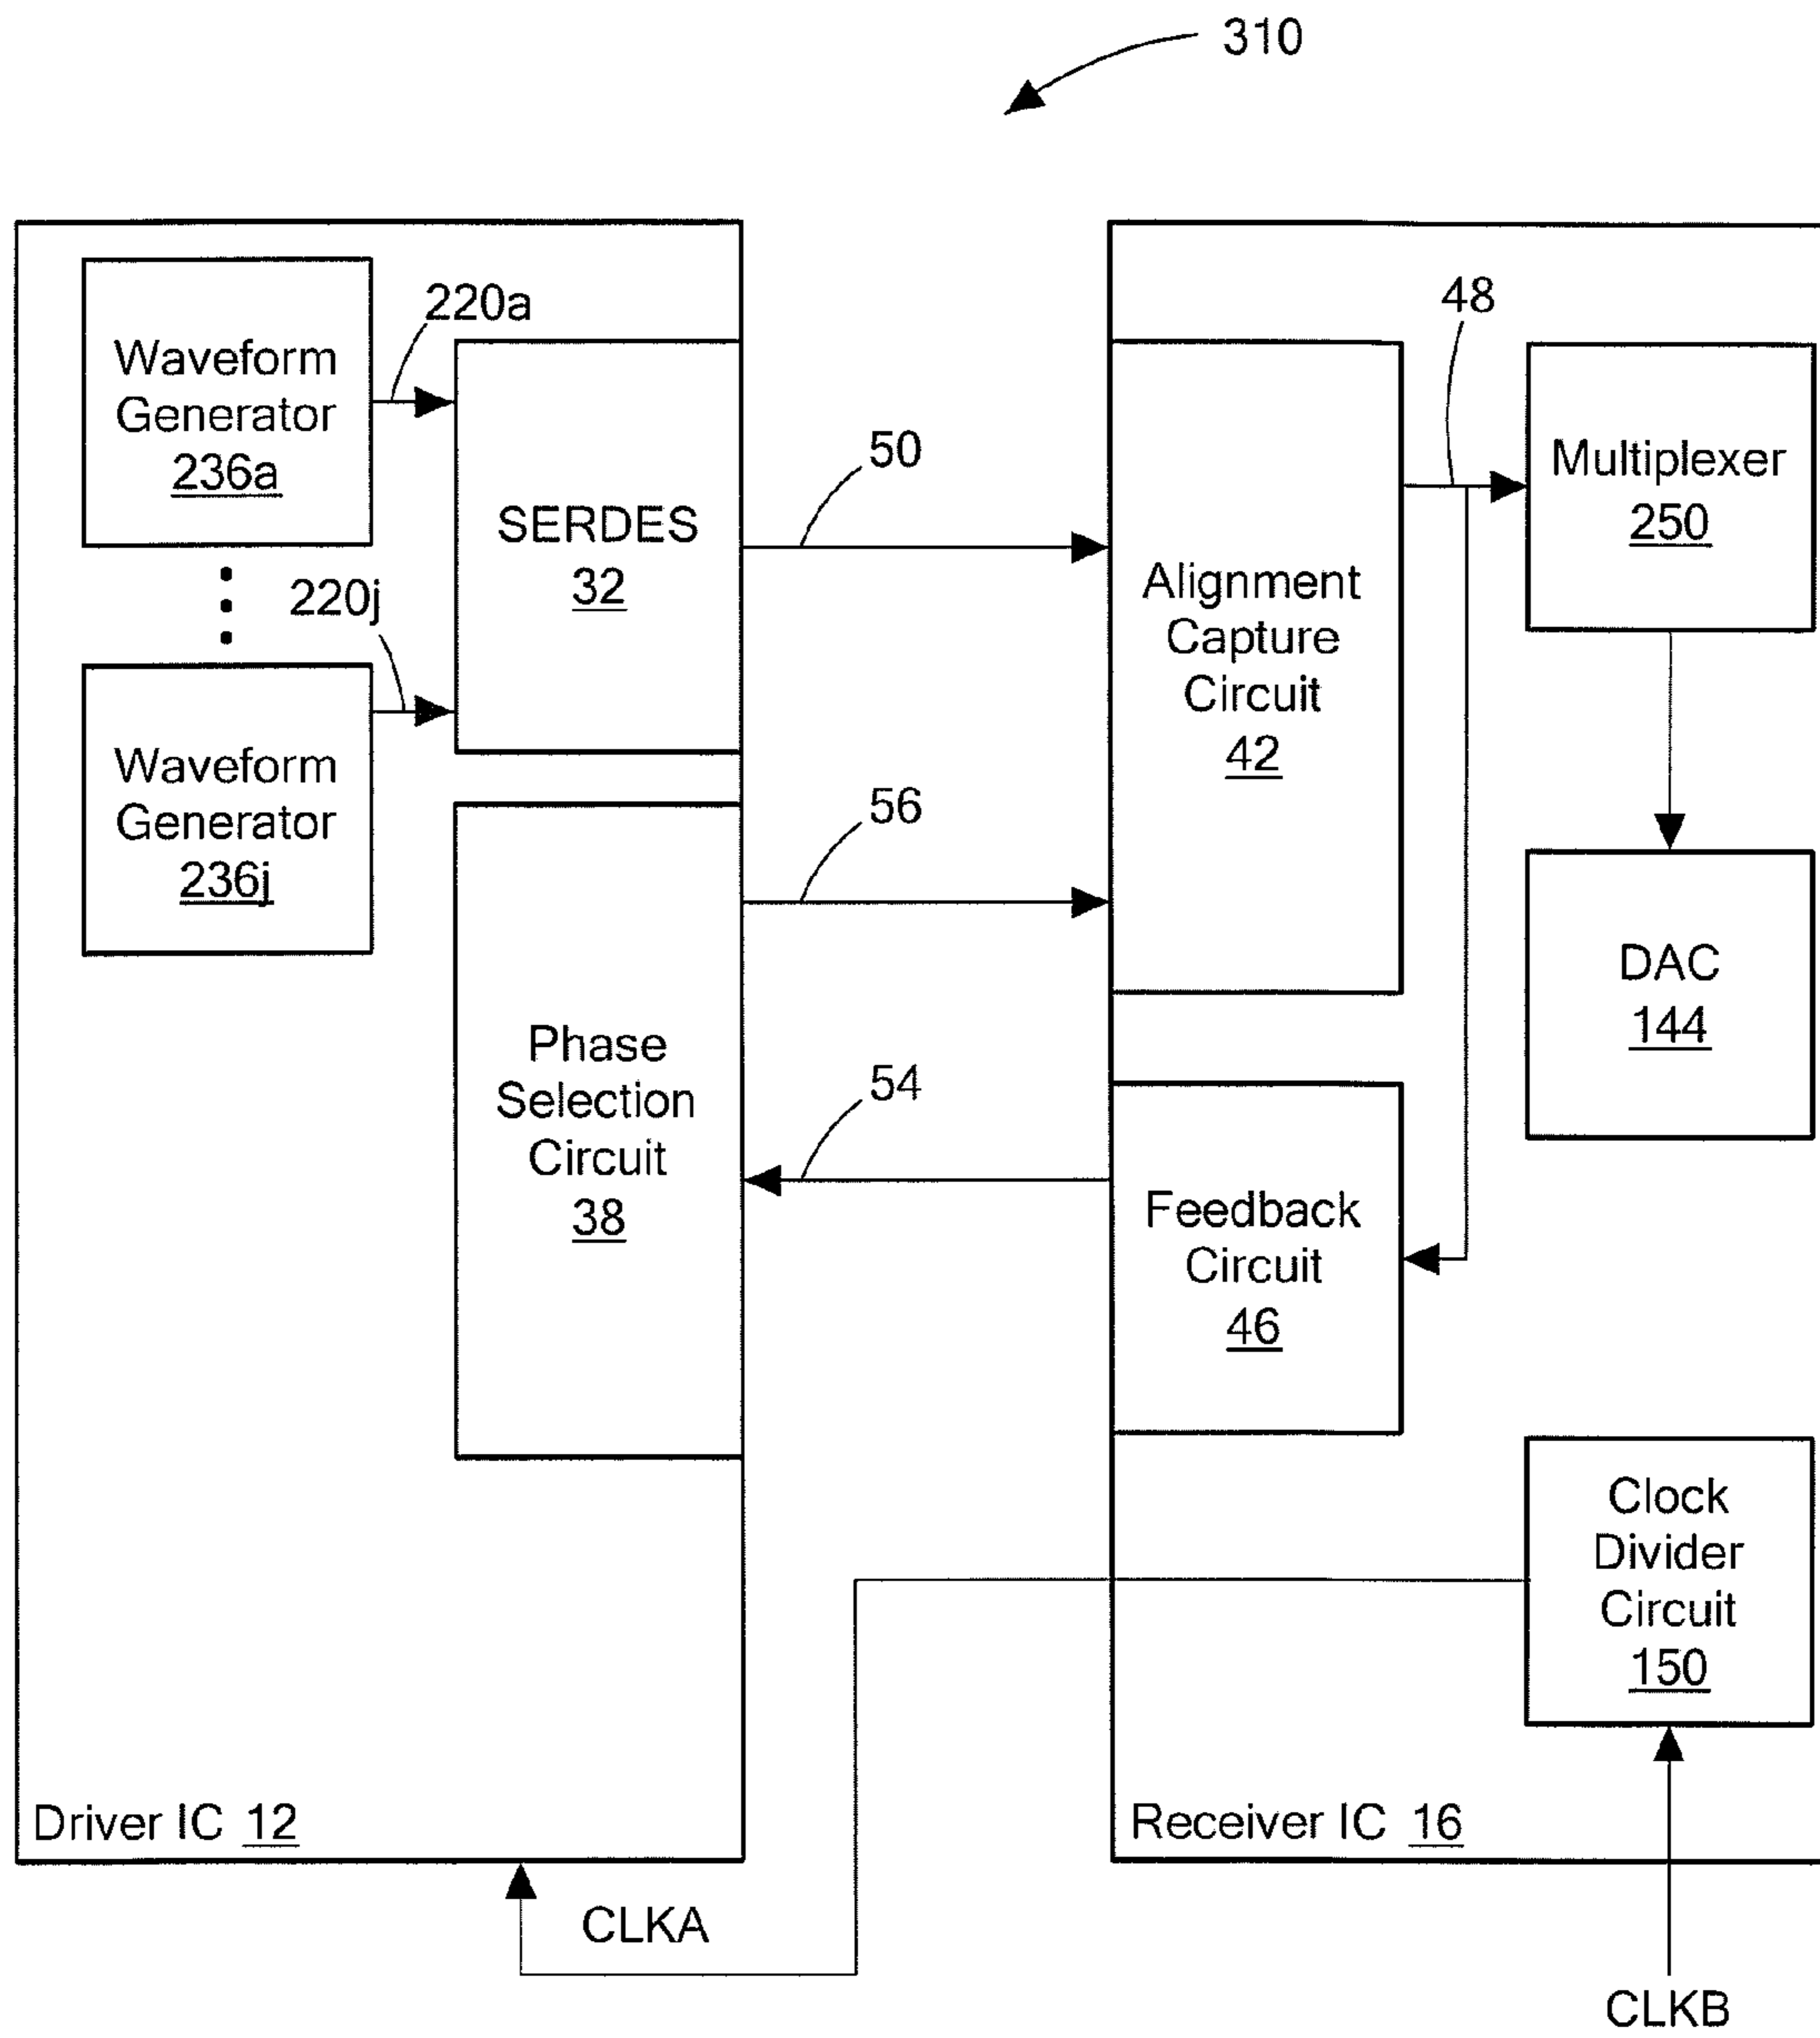 310
Waveform
Generator
236a
220a
220j
Waveform
Generator
236j
SERDES
32
Phase
Selection
Circuit
38
Driver IC 12
50
56
54
Alignment
Capture
Circuit
42
48
Multiplexer
250
DAC
144
Feedback
Circuit
46
Clock
Divider
Circuit
150
Receiver IC 16
CLKA
CLKB